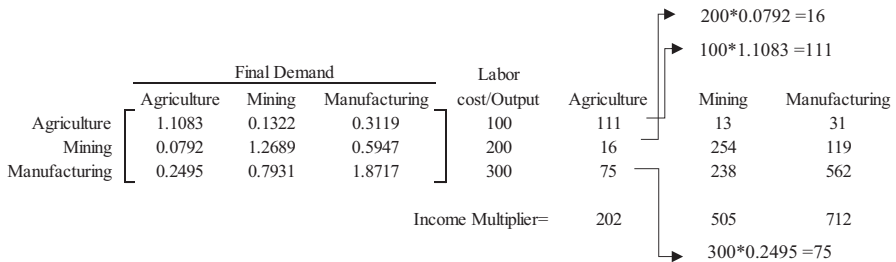 200*0.0792 =16
100*1.1083 =111
Final Demand Labor
Agriculture Mining Manufacturing cost/Output Agriculture Mining Manufacturing
Agriculture 1.1083 0.1322 0.3119 100 111 13 31
Mining 0.0792 1.2689 0.5947 200 16 254 119
Manufacturing 0.2495 0.7931 1.8717 300 75 238 562
Income Multiplier= 202 505 712
300*0.2495 =75